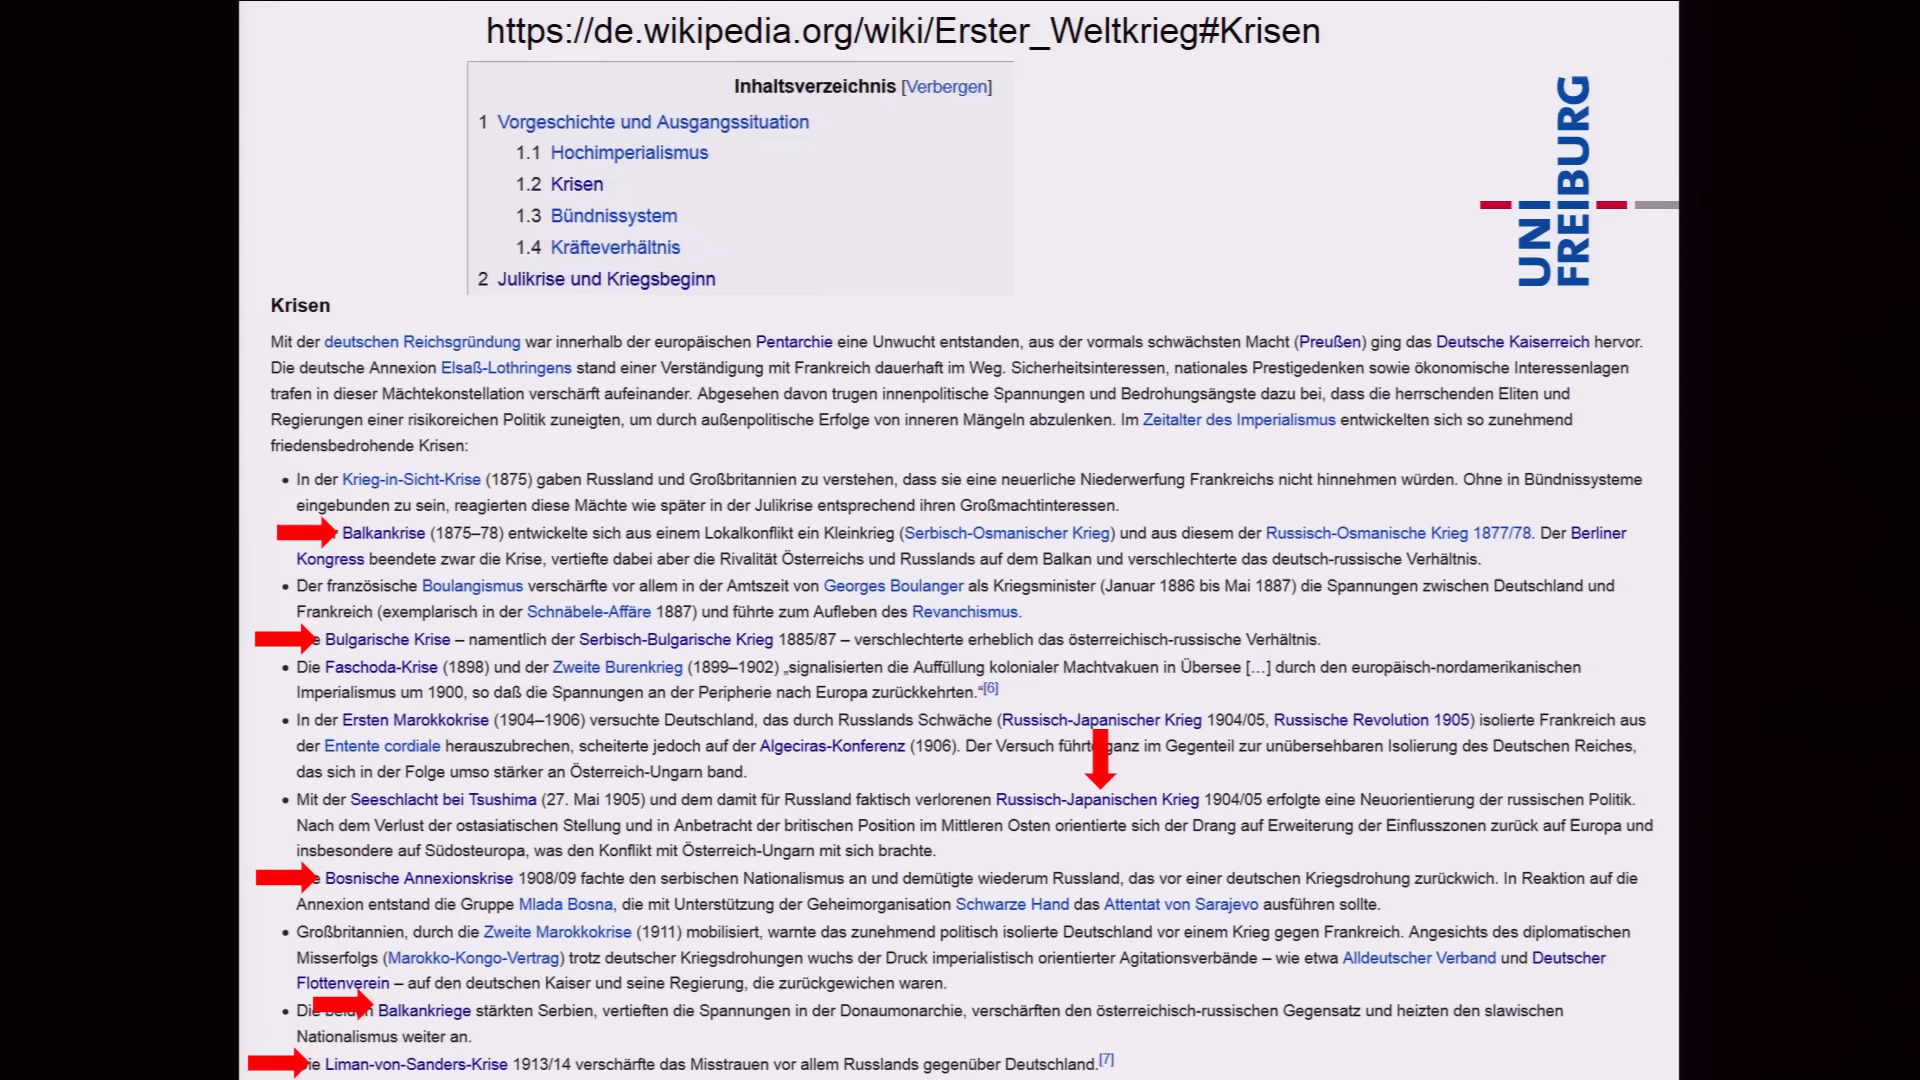 https://de.wikipedia.org/wiki/Erster_Weltkrieg#Krisen
Inhaltsverzeichnis [Verbergen]
1 Vorgeschichte und Ausgangssituation
1.1 Hochimperialismus
1.2 Krisen
1.3 Bündnissystem
1.4 Kräfteverhältnis
2 Julikrise und Kriegsbeginn
UNI
FREIBURG
Krisen
Mit der deutschen Reichsgründung war innerhalb der europäischen Pentarchie eine Unwucht entstanden, aus der vormals schwächsten Macht (Preußen) ging das Deutsche Kaiserreich hervor.
Die deutsche Annexion Elsaß-Lothringens stand einer Verständigung mit Frankreich dauerhaft im Weg. Sicherheitsinteressen, nationales Prestigedenken sowie ökonomische Interessenlagen
trafen in dieser Mächtekonstellation verschärft aufeinander. Abgesehen davon trugen innenpolitische Spannungen und Bedrohungsängste dazu bei, dass die herrschenden Eliten und
Regierungen einer risikoreichen Politik zuneigten, um durch außenpolitische Erfolge von inneren Mängeln abzulenken. Im Zeitalter des Imperialismus entwickelten sich so zunehmend
friedensbedrohende Krisen:
• In der Krieg-in-Sicht-Krise (1875) gaben Russland und Großbritannien zu verstehen, dass sie eine neuerliche Niederwerfung Frankreichs nicht hinnehmen würden. Ohne in Bündnissysteme
eingebunden zu sein, reagierten diese Mächte wie später in der Julikrise entsprechend ihren Großmachtinteressen.
Balkankrise (1875–78) entwickelte sich aus einem Lokalkonflikt ein Kleinkrieg (Serbisch-Osmanischer Krieg) und aus diesem der Russisch-Osmanische Krieg 1877/78. Der Berliner
Kongress beendete zwar die Krise, vertiefte dabei aber die Rivalität Österreichs und Russlands auf dem Balkan und verschlechterte das deutsch-russische Verhältnis.
• Der französische Boulangismus verschärfte vor allem in der Amtszeit von Georges Boulanger als Kriegsminister (Januar 1886 bis Mai 1887) die Spannungen zwischen Deutschland und
Frankreich (exemplarisch in der Schnäbele-Affäre 1887) und führte zum Aufleben des Revanchismus.
Bulgarische Krise – namentlich der Serbisch-Bulgarische Krieg 1885/87 – verschlechterte erheblich das österreichisch-russische Verhältnis.
• Die Faschoda-Krise (1898) und der Zweite Burenkrieg (1899–1902) „signalisierten die Auffüllung kolonialer Machtvakuen in Übersee […] durch den europäisch-nordamerikanischen
Imperialismus um 1900, so daß die Spannungen an der Peripherie nach Europa zurückkehrten.“[6]
• In der Ersten Marokkokrise (1904–1906) versuchte Deutschland, das durch Russlands Schwäche (Russisch-Japanischer Krieg 1904/05, Russische Revolution 1905) isolierte Frankreich aus
der Entente cordiale herauszubrechen, scheiterte jedoch auf der Algeciras-Konferenz (1906). Der Versuch führte ganz im Gegenteil zur unübersehbaren Isolierung des Deutschen Reiches,
das sich in der Folge umso stärker an Österreich-Ungarn band.
• Mit der Seeschlacht bei Tsushima (27. Mai 1905) und dem damit für Russland faktisch verlorenen Russisch-Japanischen Krieg 1904/05 erfolgte eine Neuorientierung der russischen Politik.
Nach dem Verlust der ostasiatischen Stellung und in Anbetracht der britischen Position im Mittleren Osten orientierte sich der Drang auf Erweiterung der Einflusszonen zurück auf Europa und
insbesondere auf Südosteuropa, was den Konflikt mit Österreich-Ungarn mit sich brachte.
Bosnische Annexionskrise 1908/09 fachte den serbischen Nationalismus an und demütigte wiederum Russland, das vor einer deutschen Kriegsdrohung zurückwich. In Reaktion auf die
Annexion entstand die Gruppe Mlada Bosna, die mit Unterstützung der Geheimorganisation Schwarze Hand das Attentat von Sarajevo ausführen sollte.
• Großbritannien, durch die Zweite Marokkokrise (1911) mobilisiert, warnte das zunehmend politisch isolierte Deutschland vor einem Krieg gegen Frankreich. Angesichts des diplomatischen
Misserfolgs (Marokko-Kongo-Vertrag) trotz deutscher Kriegsdrohungen wuchs der Druck imperialistisch orientierter Agitationsverbände – wie etwa Alldeutscher Verband und Deutscher
Flottenverein – auf den deutschen Kaiser und seine Regierung, die zurückgewichen waren.
• Die beiden Balkankriege stärkten Serbien, vertieften die Spannungen in der Donaumonarchie, verschärften den österreichisch-russischen Gegensatz und heizten den slawischen
Nationalismus weiter an.
Liman-von-Sanders-Krise 1913/14 verschärfte das Misstrauen vor allem Russlands gegenüber Deutschland.[7]